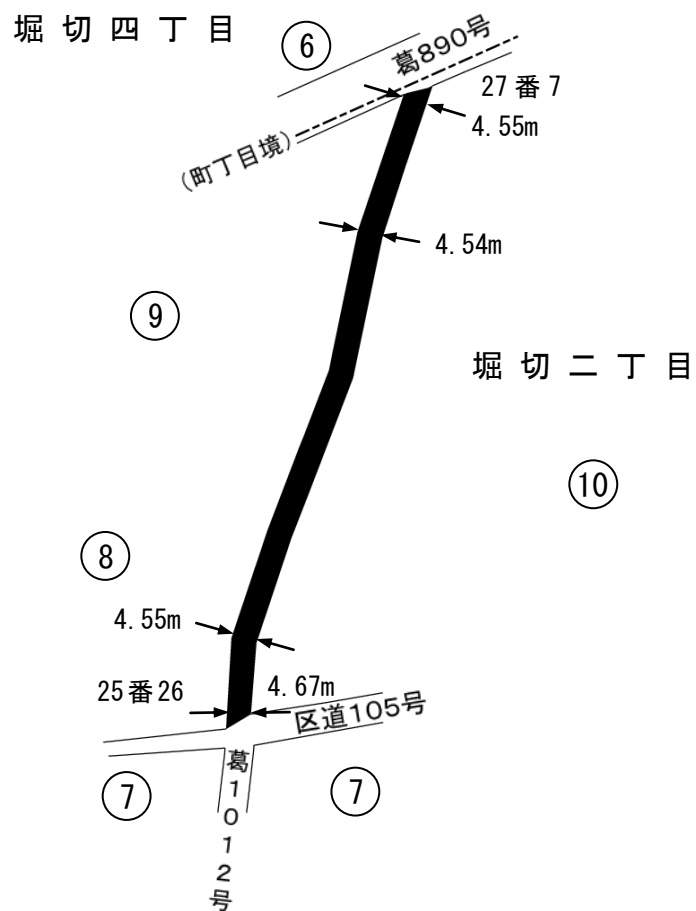 堀切四丁目
6
葛890号
27番7
4.55m
(町丁目境)
4.54m
9
堀切二丁目
10
8
4.55m
25番26
4.67m
区道105号
7
7
葛1012号